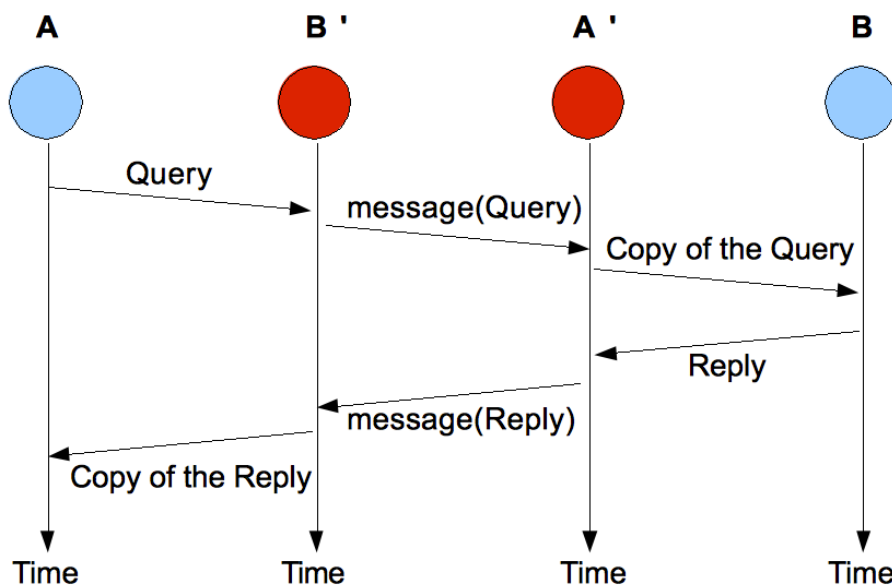 A
B '
A '
B
Query
message(Query)
Copy of the Query
Reply
message(Reply)
Copy of the Reply
Time
Time
Time
Time